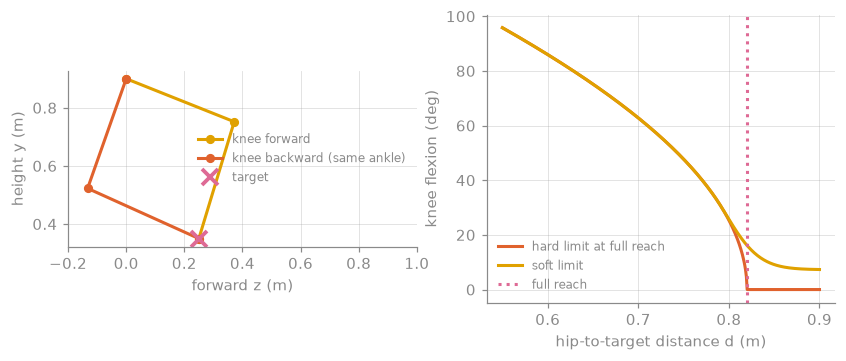 height y (m)
0.8
0.6
0.4
knee forward
knee backward (same ankle)
target
−0.2 0.0 0.2 0.4 0.6 0.8 1.0
forward z (m)
knee flexion (deg)
100
80
60
40
20
0
hard limit at full reach
soft limit
full reach
0.6 0.7 0.8 0.9
hip-to-target distance d (m)